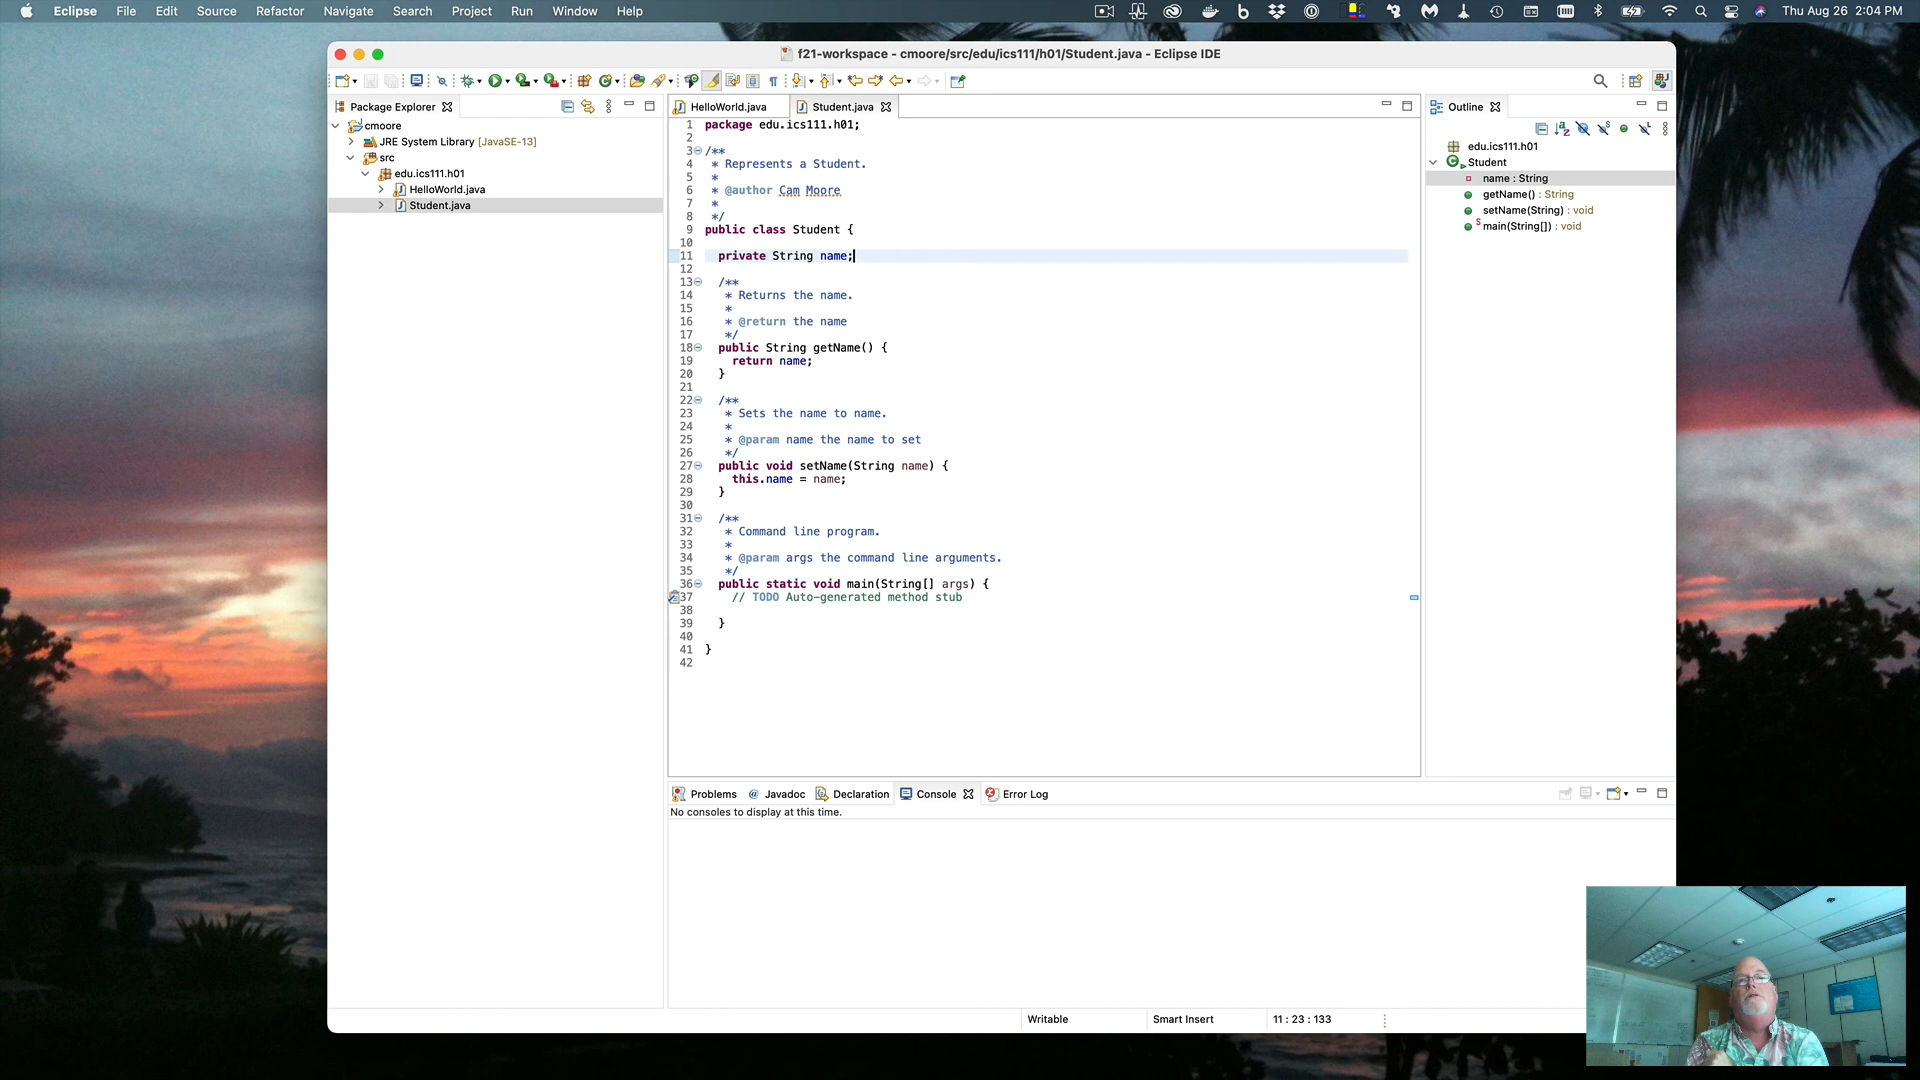 Eclipse File Edit Source Refactor Navigate Search Project Run Window Help Thu Aug 26 2:04 PM
f21-workspace - cmoore/src/edu/ics111/h01/Student.java - Eclipse IDE
Package Explorer
cmoore
JRE System Library [JavaSE-13]
src
edu.ics111.h01
HelloWorld.java
Student.java
HelloWorld.java Student.java
1 package edu.ics111.h01;
2
3 /**
4 * Represents a Student.
5 *
6 * @author Cam Moore
7 *
8 */
9 public class Student {
10
11 private String name;
12
13 /**
14 * Returns the name.
15 *
16 * @return the name
17 */
18 public String getName() {
19 return name;
20 }
21
22 /**
23 * Sets the name to name.
24 *
25 * @param name the name to set
26 */
27 public void setName(String name) {
28 this.name = name;
29 }
30
31 /**
32 * Command line program.
33 *
34 * @param args the command line arguments.
35 */
36 public static void main(String[] args) {
37 // TODO Auto-generated method stub
38
39 }
40
41 }
42
Outline
edu.ics111.h01
Student
name : String
getName() : String
setName(String) : void
main(String[]) : void
Problems Javadoc Declaration Console Error Log
No consoles to display at this time.
Writable Smart Insert 11 : 23 : 133